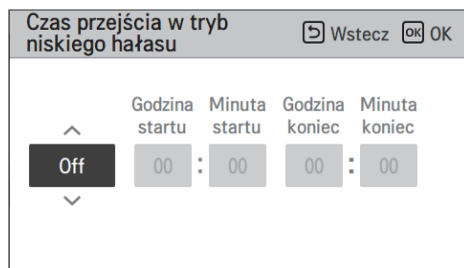 Czas przejścia w tryb
niskiego hałasu
Wstecz OK OK
Godzina Minuta Godzina Minuta
startu startu koniec koniec
Off 00 : 00 00 : 00